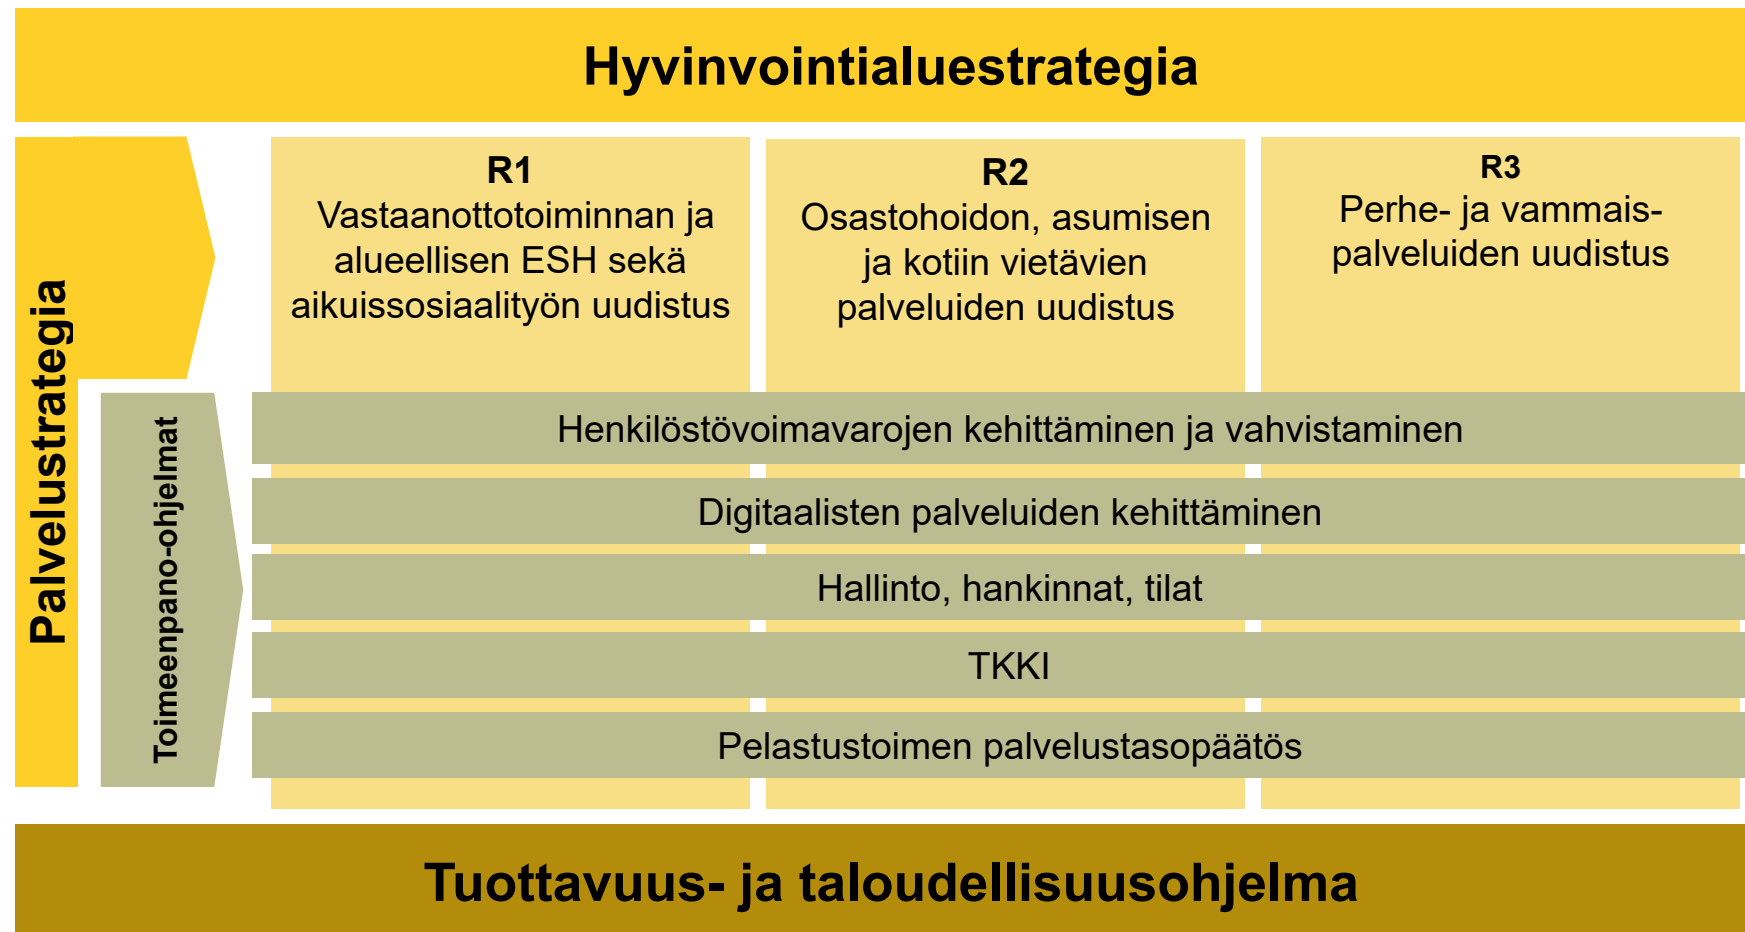 Hyvinvointialuestrategia
Palvelustrategia
R1
Vastaanottotoiminnan ja
alueellisen ESH sekä
aikuissosiaalityön uudistus
R2
Osastohoidon, asumisen
ja kotiin vietävien
palveluiden uudistus
R3
Perhe- ja vammais-
palveluiden uudistus
Toimeenpano-ohjelmat
Henkilöstövoimavarojen kehittäminen ja vahvistaminen
Digitaalisten palveluiden kehittäminen
Hallinto, hankinnat, tilat
TKKI
Pelastustoimen palvelustasopäätös
Tuottavuus- ja taloudellisuusohjelma